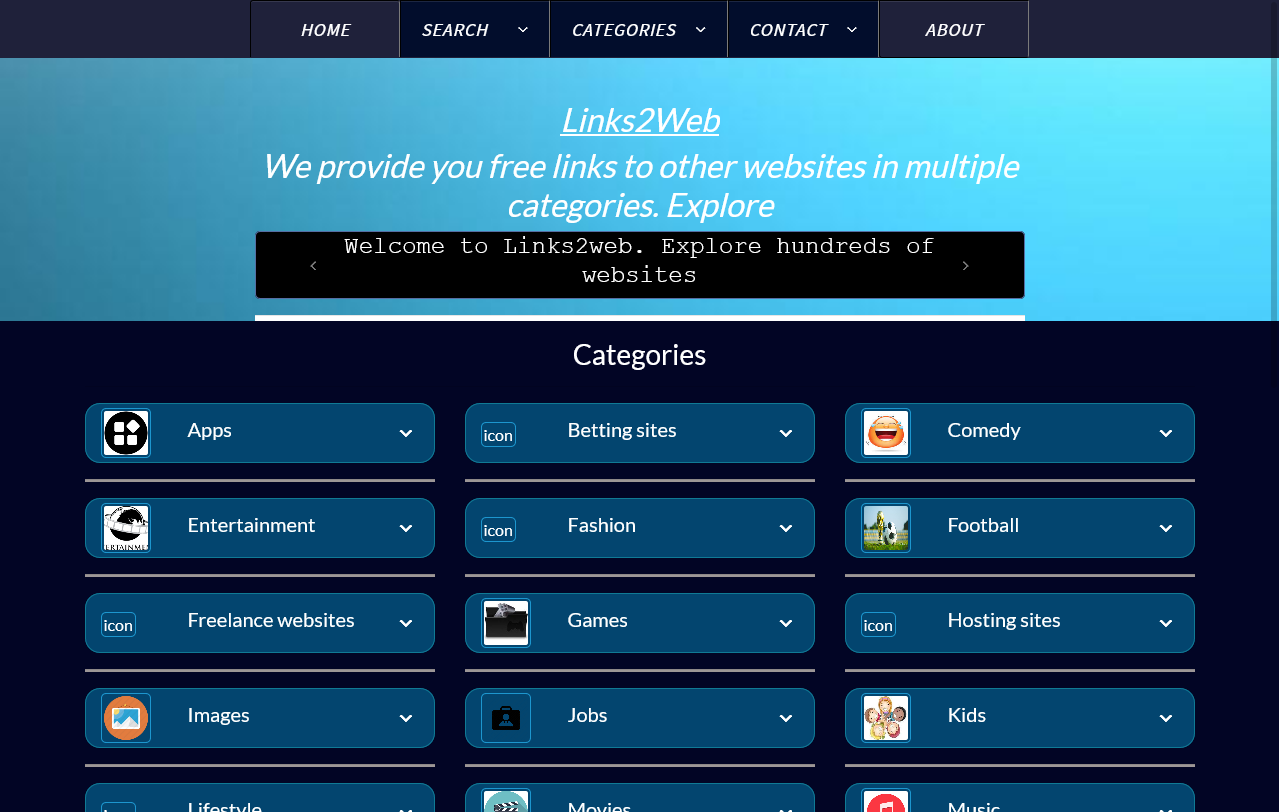 HOME SEARCH CATEGORIES CONTACT ABOUT
Links2Web
We provide you free links to other websites in multiple
categories. Explore
Welcome to Links2web. Explore hundreds of
websites
Categories
Apps
icon Betting sites
Comedy
Entertainment
icon Fashion
Football
icon Freelance websites
Games
icon Hosting sites
Images
Jobs
Kids
icon Lifestyle
Movies
Music